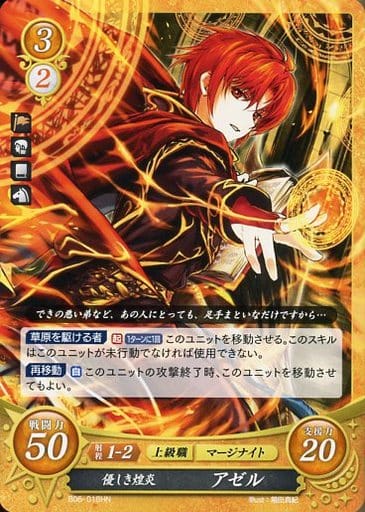 3
2
できの悪い弟など、あの人にとっても、足手まといなだけですから…
草原を駆ける者 起 1ターンに1回 このユニットを移動させる。このスキル
はこのユニットが未行動でなければ使用できない。
再移動 自 このユニットの攻撃終了時、このユニットを移動させ
てもよい。
戦闘力
50
射程 1-2
上級職
マージナイト
支援力
20
優しき煌炎
アゼル
B06-018HN